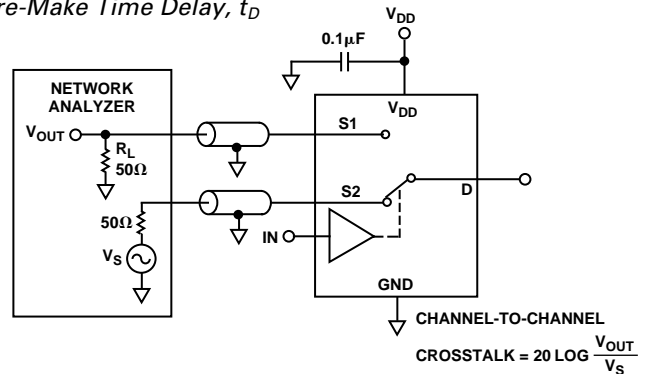 re-Make Time Delay, tD
VDD
0.1μF
NETWORK
ANALYZER
VDD
VOUT
S1
RL
50Ω
S2
D
50Ω
IN
VS
GND
CHANNEL-TO-CHANNEL
CROSSTALK = 20 LOG VOUT
VS